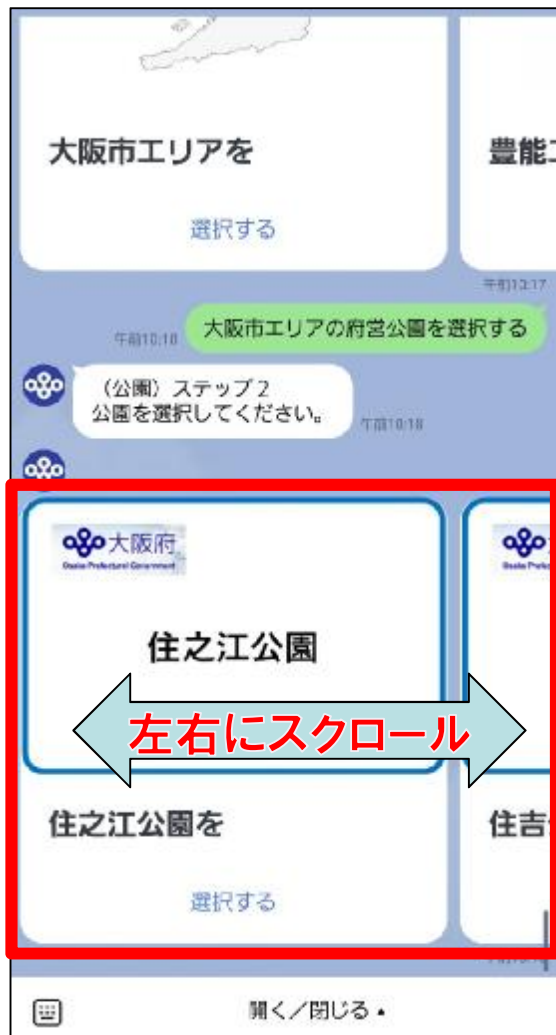 大阪市エリアを
豊能
選択する
午前10:17
大阪市エリアの府営公園を選択する
午前10:18
(公園)ステップ2
公園を選択してください。
午前10:18
大阪府
Osaka Prefectural Government
Osaka
住之江公園
左右にスクロール
住之江公園を
住吉
選択する
開く/閉じる